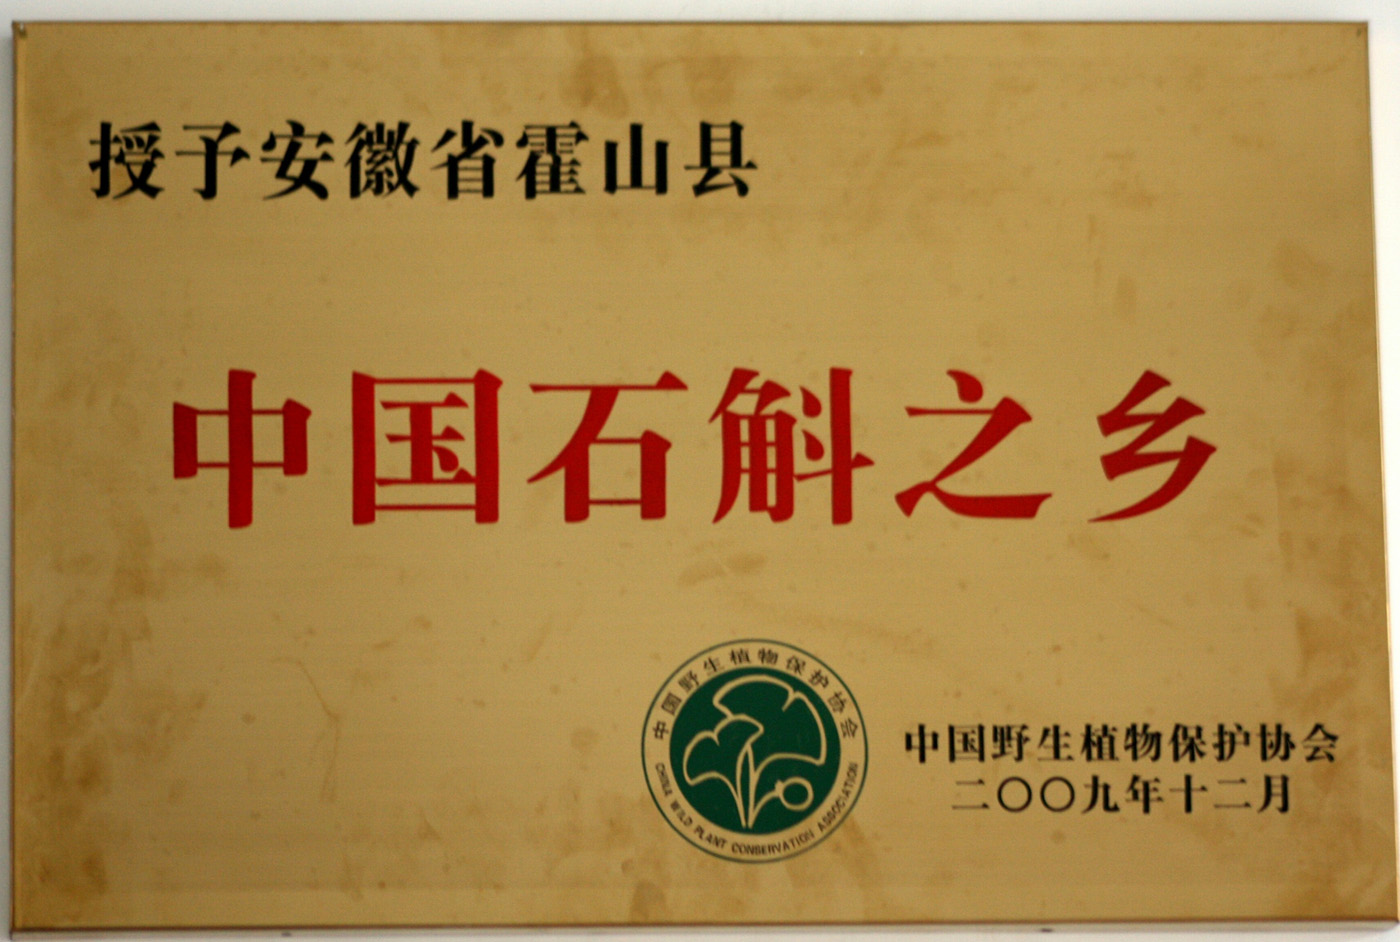 授予安徽省霍山县
中国石斛之乡
中国野生植物保护协会
CHINA WILD PLANT CONSERVATION ASSOCIATION
中国野生植物保护协会
二〇〇九年十二月